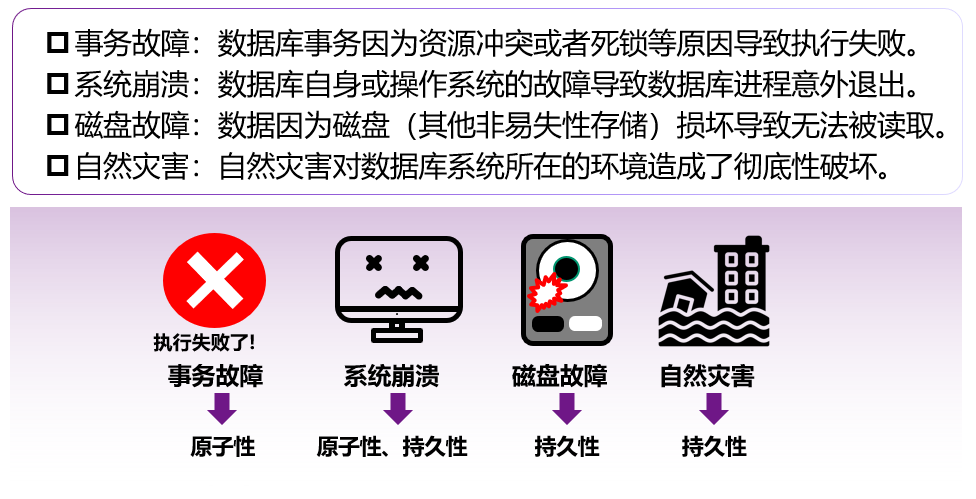 事务故障：数据库事务因为资源冲突或者死锁等原因导致执行失败。
系统崩溃：数据库自身或操作系统的故障导致数据库进程意外退出。
磁盘故障：数据因为磁盘（其他非易失性存储）损坏导致无法被读取。
自然灾害：自然灾害对数据库系统所在的环境造成了彻底性破坏。
执行失败了!
事务故障 系统崩溃 磁盘故障 自然灾害
原子性 原子性、持久性 持久性 持久性